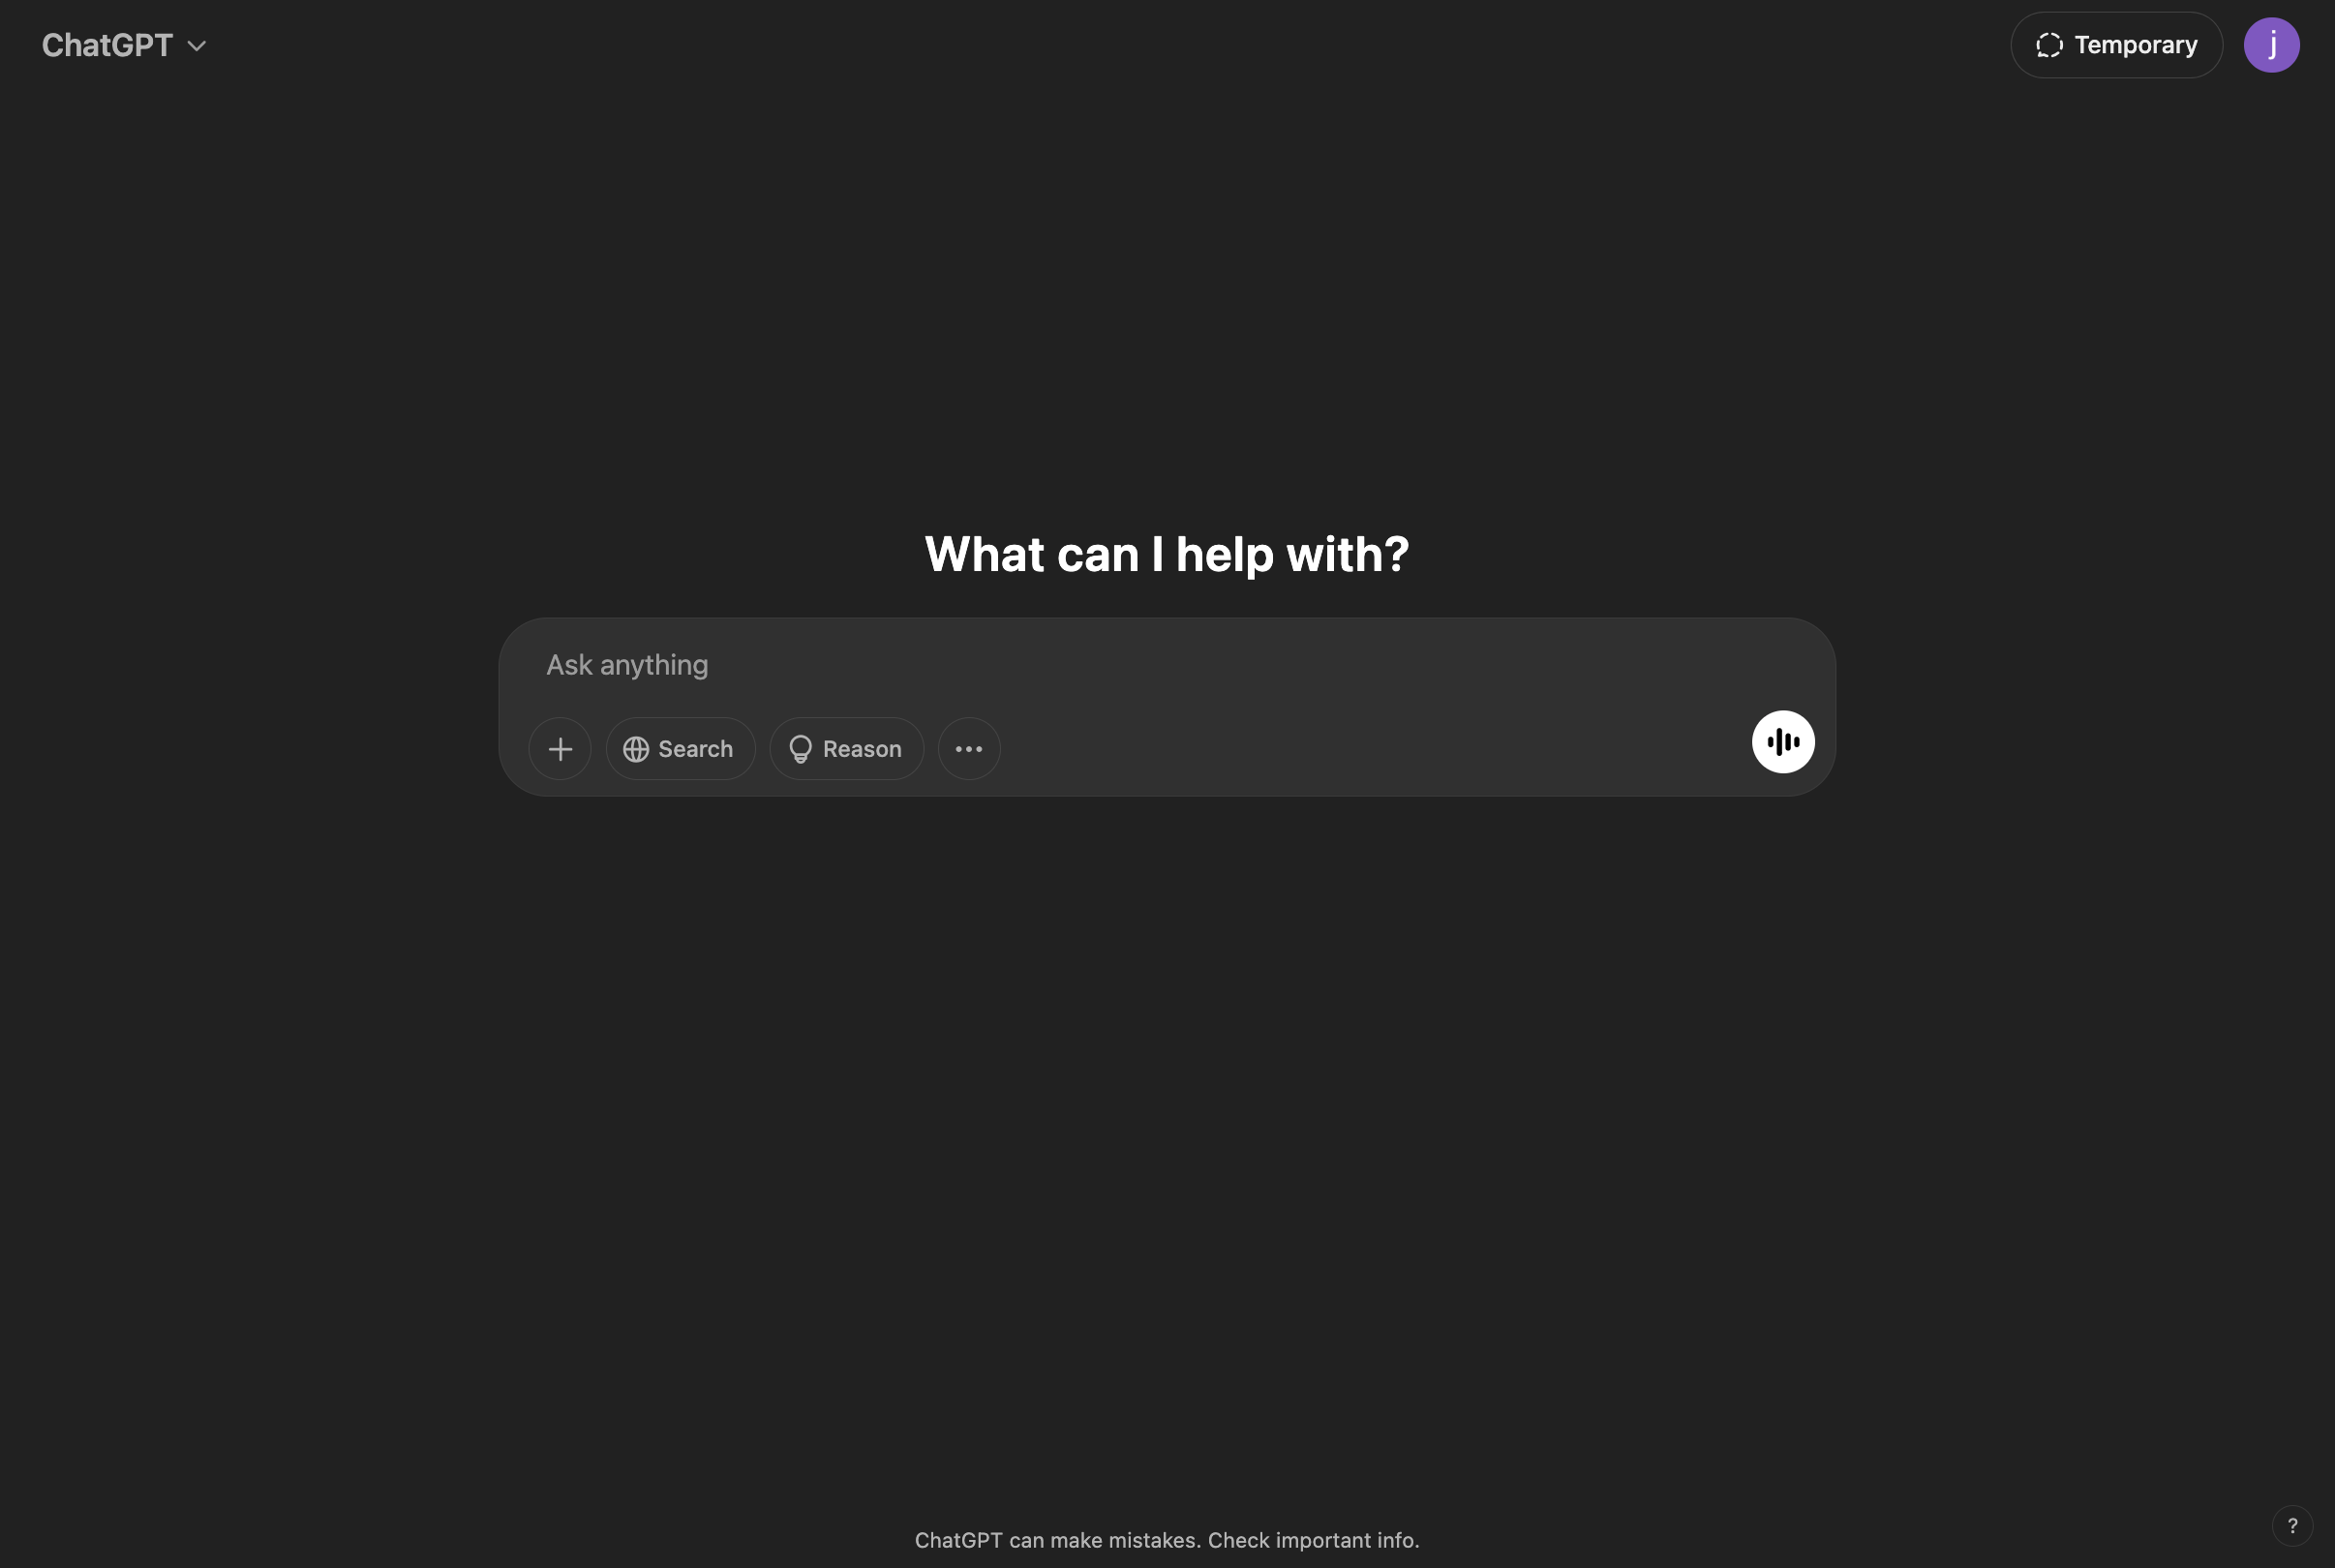 ChatGPT
Temporary
j
What can I help with?
Ask anything
Search
Reason
ChatGPT can make mistakes. Check important info.
?